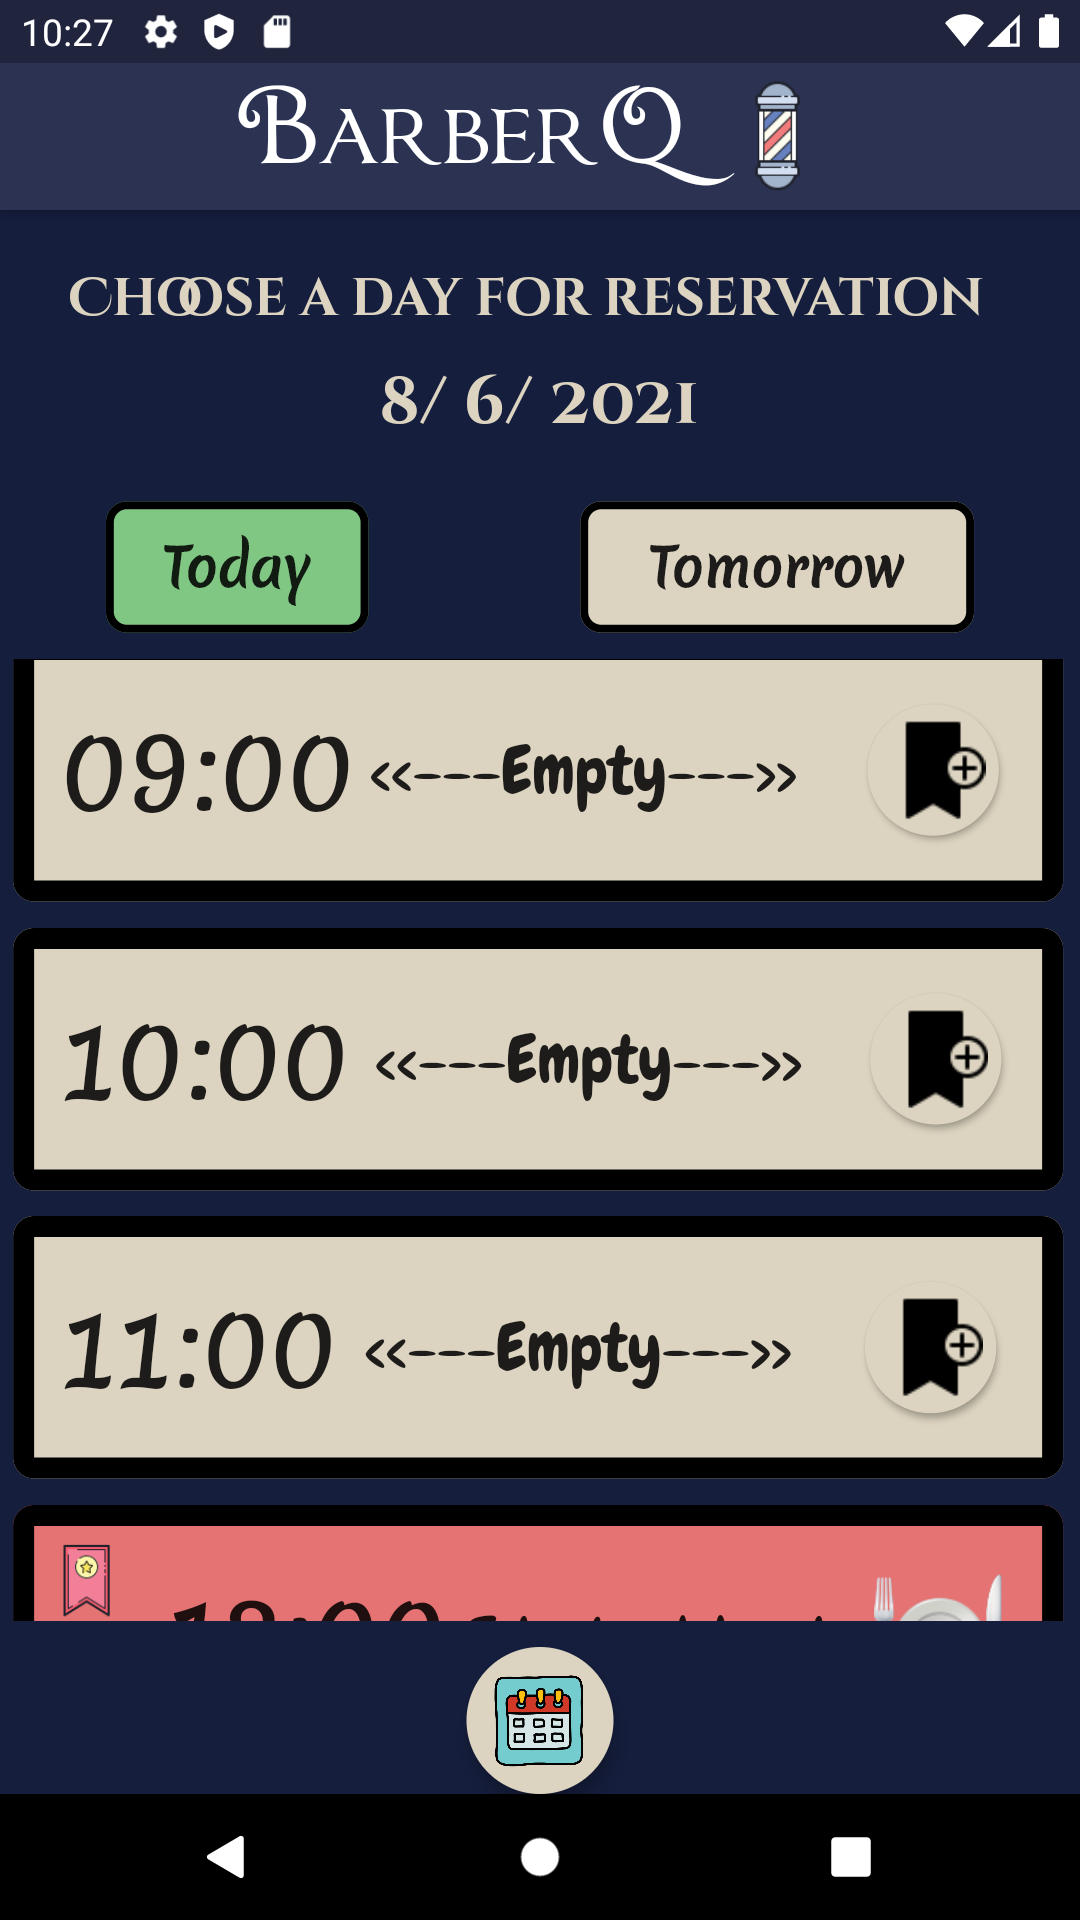 10:27
BarberQ
Choose a day for reservation
8/ 6/ 2021
Today
Tomorrow
09:00 <<---Empty--->>
10:00 <<---Empty--->>
11:00 <<---Empty--->>